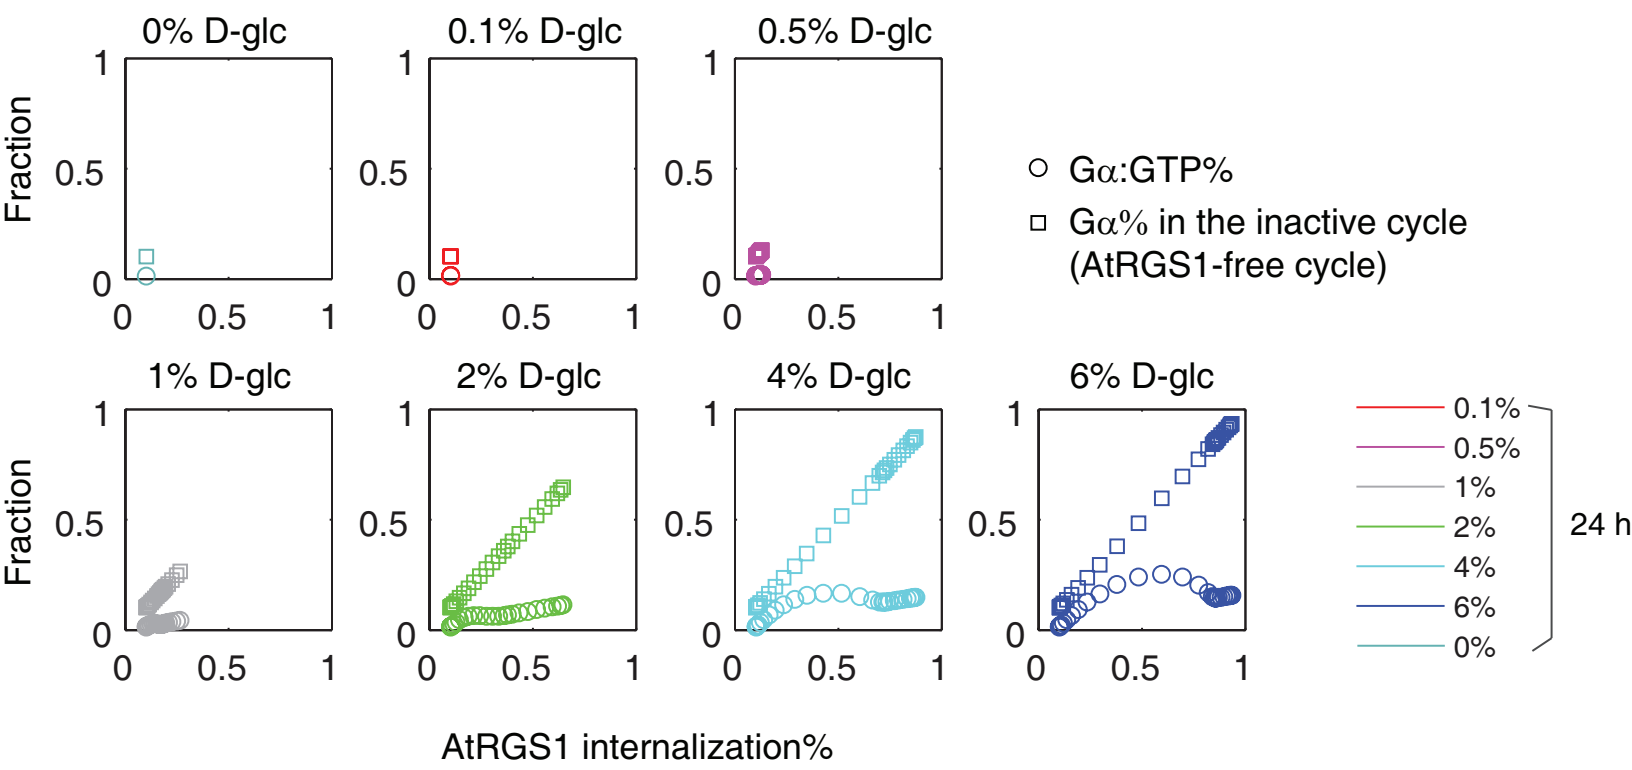 0% D-glc
0.1% D-glc
0.5% D-glc
Fraction
1
0.5
0
0 0.5 1
1
0.5
0
0 0.5 1
1
0.5
0
0 0.5 1
Gα:GTP%
Gα% in the inactive cycle
(AtRGS1-free cycle)
1% D-glc
2% D-glc
4% D-glc
6% D-glc
Fraction
1
0.5
0
0 0.5 1
1
0.5
0
0 0.5 1
1
0.5
0
0 0.5 1
1
0.5
0
0 0.5 1
0.1%
0.5%
1%
2%
4%
6%
0%
24 h
AtRGS1 internalization%